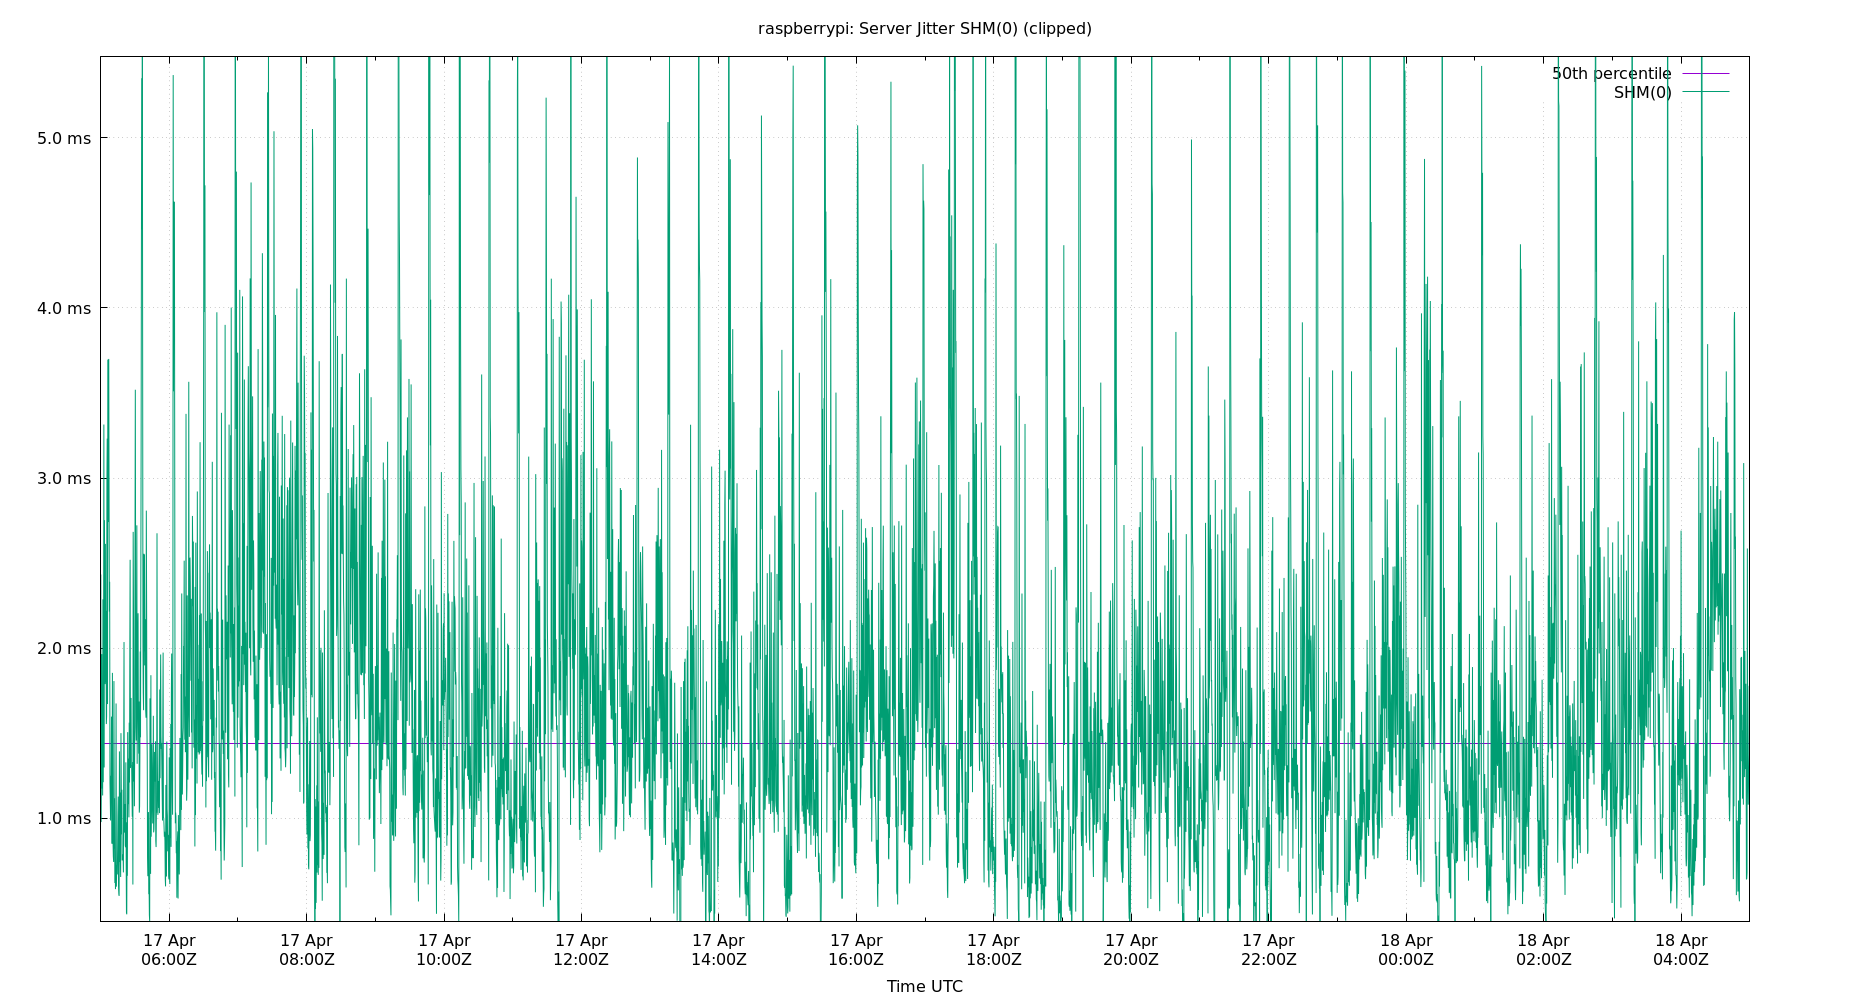 raspberrypi: Server Jitter SHM(0) (clipped)
50th percentile
SHM(0)
5.0 ms
4.0 ms
3.0 ms
2.0 ms
1.0 ms
17 Apr 17 Apr 17 Apr 17 Apr 17 Apr 17 Apr 17 Apr 17 Apr 17 Apr 18 Apr 18 Apr 18 Apr
06:00Z 08:00Z 10:00Z 12:00Z 14:00Z 16:00Z 18:00Z 20:00Z 22:00Z 00:00Z 02:00Z 04:00Z
Time UTC